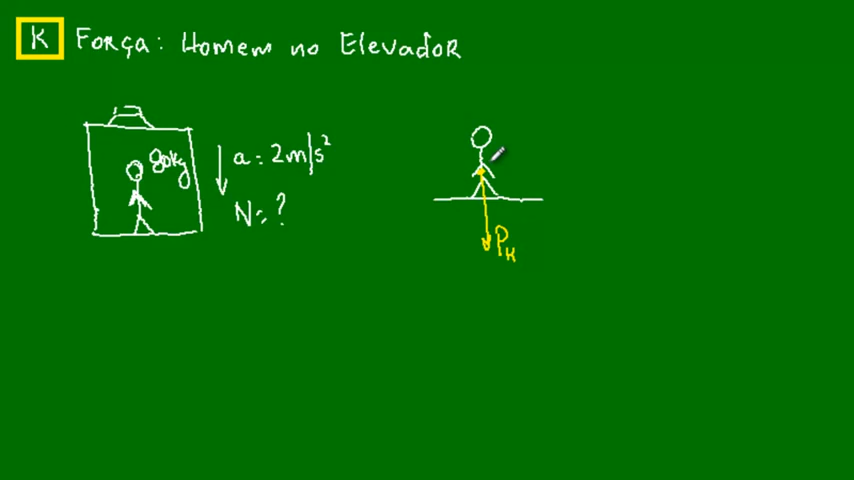 K Força: Homem no Elevador
80kg
a = 2m/s²
N = ?
P_H